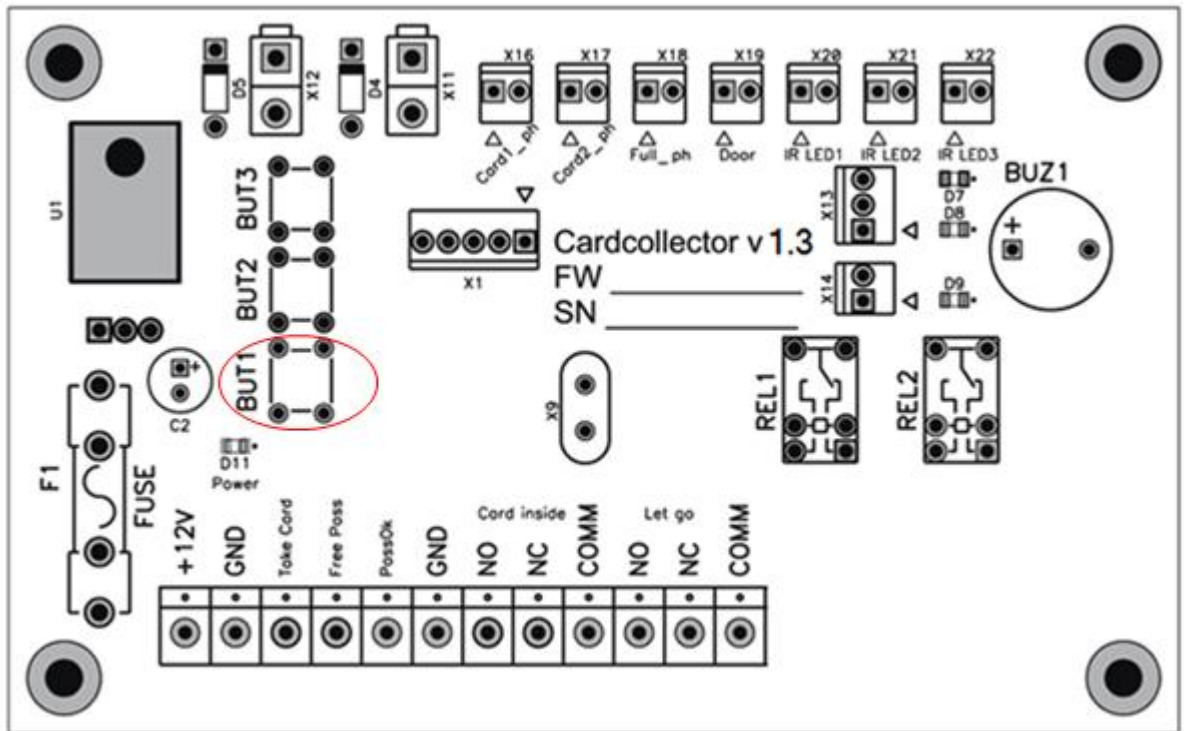 X16 X17 X18 X19 X20 X21 X22
D5 X12 D4 X11
Card1_ph Card2_ph Full_ph Door IR LED1 IR LED2 IR LED3
U1
BUT3
BUT2
BUT1
X1
Cardcollector v 1.3
FW
SN
X13
X14
D7
D8
D9
BUZ1
+
+
C2
X9
REL1
REL2
F1
FUSE
D11
Power
Card inside Let go
+12V GND Take Card Free Pass PassOk GND NO NC COMM NO NC COMM